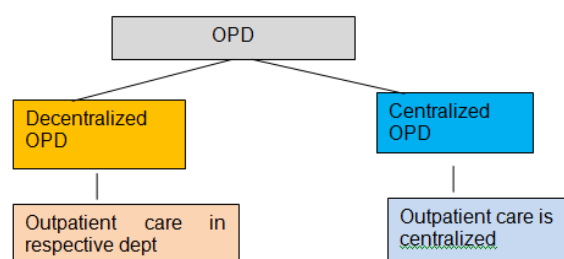 OPD
Decentralized
OPD
Centralized
OPD
Outpatient care in
respective dept
Outpatient care is
centralized